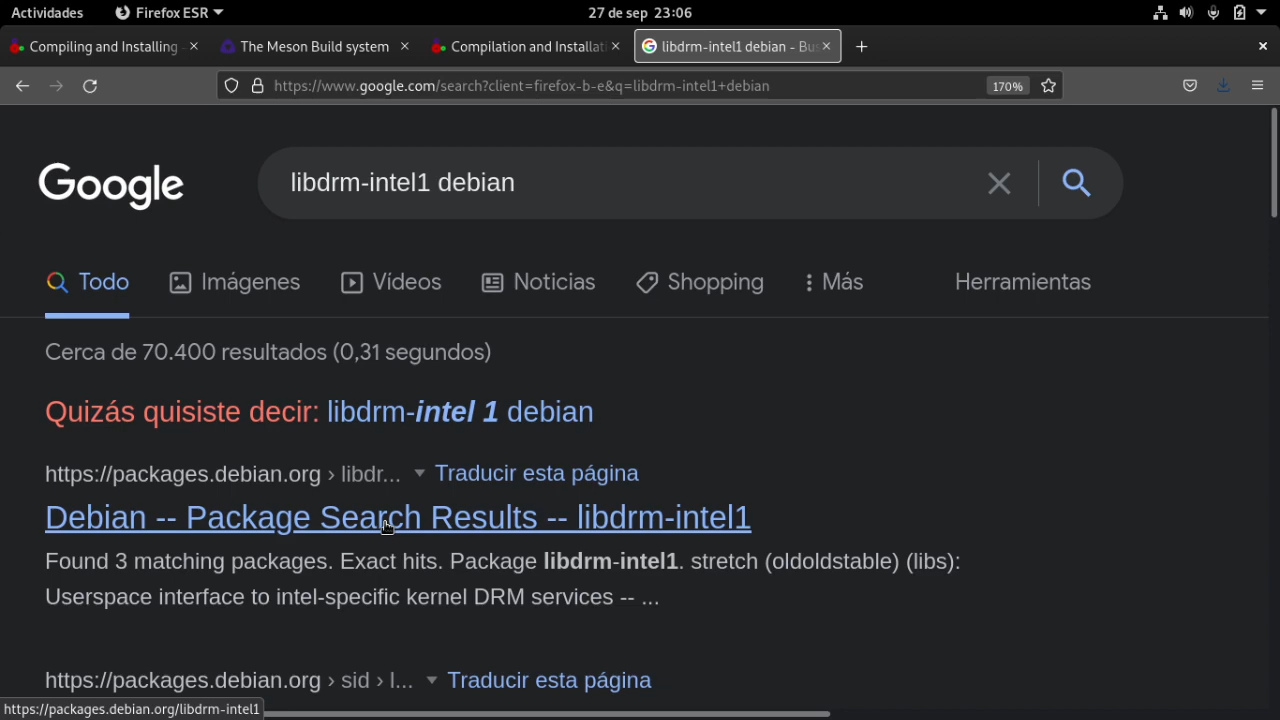 Actividades Firefox ESR 27 de sep 23:06
Compiling and Installing The Meson Build system Compilation and Installati libdrm-intel1 debian - Bus
https://www.google.com/search?client=firefox-b-e&q=libdrm-intel1+debian 170%
Google libdrm-intel1 debian
Todo Imágenes Vídeos Noticias Shopping Más Herramientas
Cerca de 70.400 resultados (0,31 segundos)
Quizás quisiste decir: libdrm-intel 1 debian
https://packages.debian.org › libdr... Traducir esta página
Debian -- Package Search Results -- libdrm-intel1
Found 3 matching packages. Exact hits. Package libdrm-intel1. stretch (oldoldstable) (libs):
Userspace interface to intel-specific kernel DRM services -- ...
https://packages.debian.org › sid › l... Traducir esta página
https://packages.debian.org/libdrm-intel1